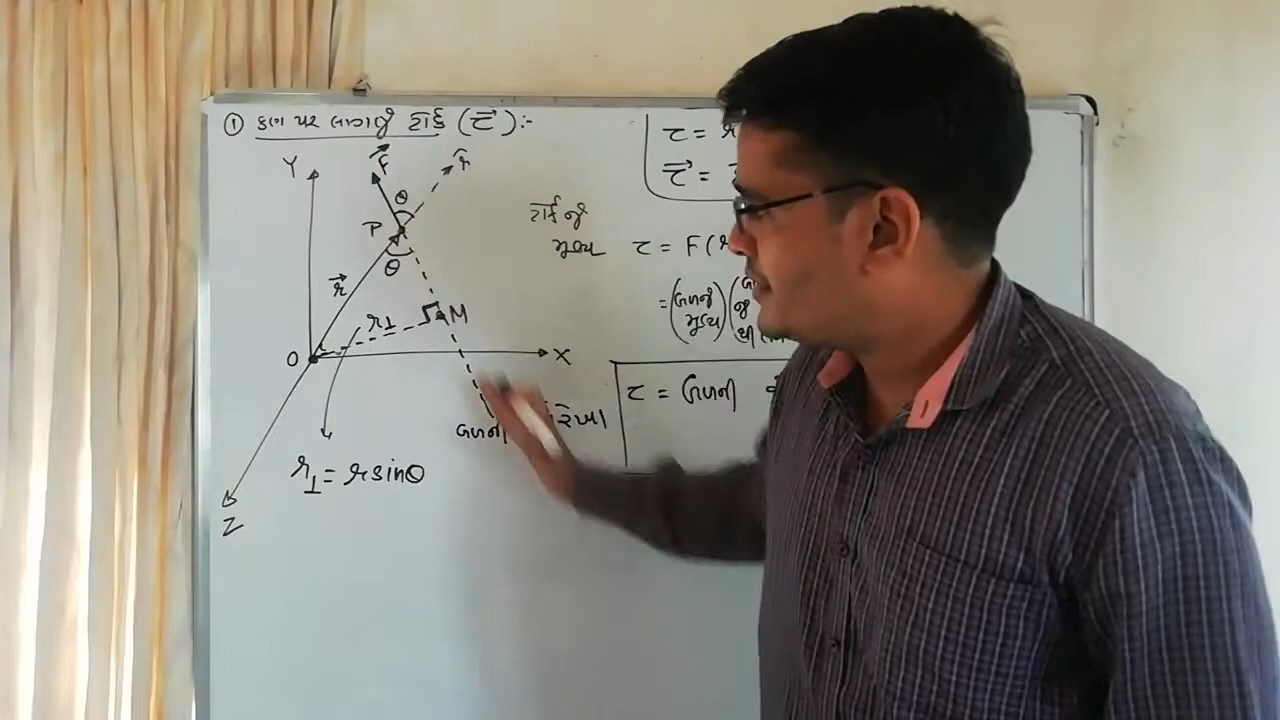 ① કણ પર લાગતું ટોર્ક (τ⃗):-
Y
F⃗
r̂
θ
P
θ
r⃗
r⊥
M
O
X
Z
r⊥ = r sinθ
બળની
રેખા
τ = r
τ⃗ =
ટોર્કનું
મૂલ્ય τ = F(r
= (બળનું મૂલ્ય)
τ = બળની